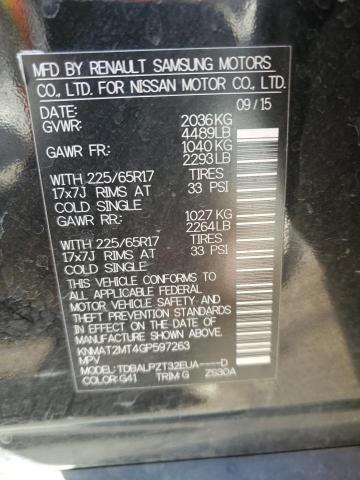 MFD BY RENAULT SAMSUNG MOTORS
CO., LTD. FOR NISSAN MOTOR CO., LTD.
DATE: 09/15
GVWR: 2036KG
4489LB
GAWR FR: 1040KG
2293LB
WITH 225/65R17 TIRES
17x7J RIMS AT 33 PSI
COLD SINGLE
GAWR RR: 1027KG
2264LB
WITH 225/65R17 TIRES
17x7J RIMS AT 33 PSI
COLD SINGLE
THIS VEHICLE CONFORMS TO
ALL APPLICABLE FEDERAL
MOTOR VEHICLE SAFETY AND
BUMPER, THEFT PREVENTION
STANDARDS IN EFFECT ON THE
DATE OF MANUFACTURE
SHOWN ABOVE.
KNMAT2MT4GP597263
MPV
MODEL: TDBALPZT32EUA----D
COLOR: G41 TRIM: G ZS30A